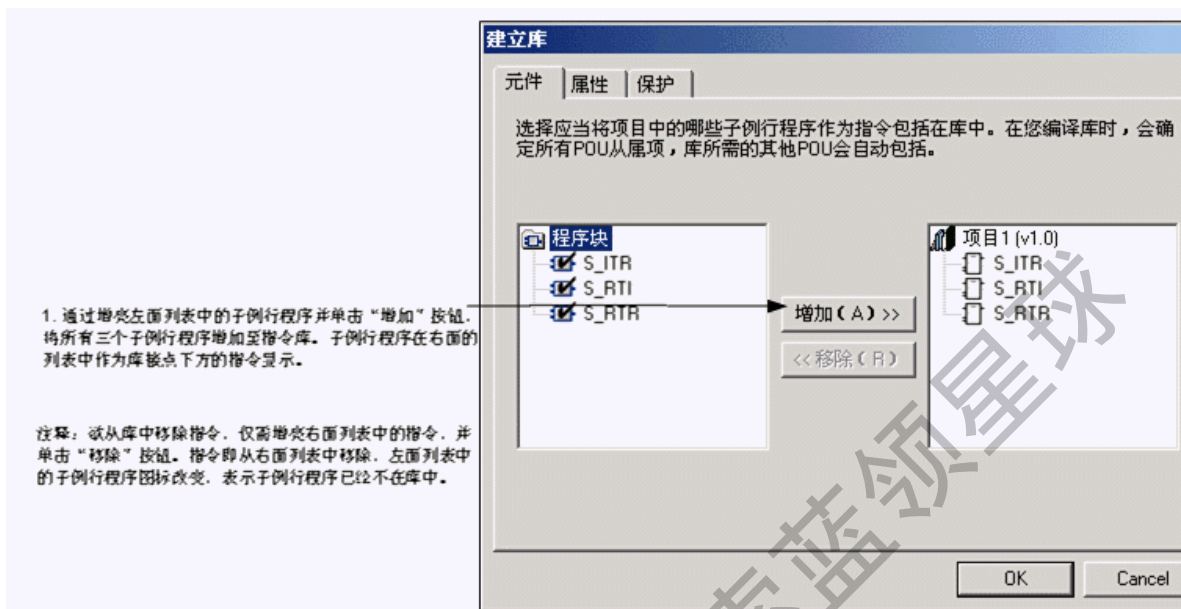 建立库
元件 属性 保护
选择应当将项目中的哪些子例行程序作为指令包括在库中。在您编译库时，会确
定所有POU从属项，库所需的其他POU会自动包括。
程序块
S_ITR
S_RTI
S_RTR
增加(A) >>
<< 移除(R)
项目1 (v1.0)
S_ITR
S_RTI
S_RTR
1. 通过增亮左面列表中的子例行程序并单击“增加”按钮，
将所有三个子例行程序增加至指令库。子例行程序在右面的
列表中作为库接点下方的指令显示。
注释：欲从库中移除指令，仅需增亮右面列表中的指令，并
单击“移除”按钮。指令即从右面列表中移除，左面列表中
的子例行程序图标改变，表示子例行程序已经不在库中。
OK Cancel
蓝领星球